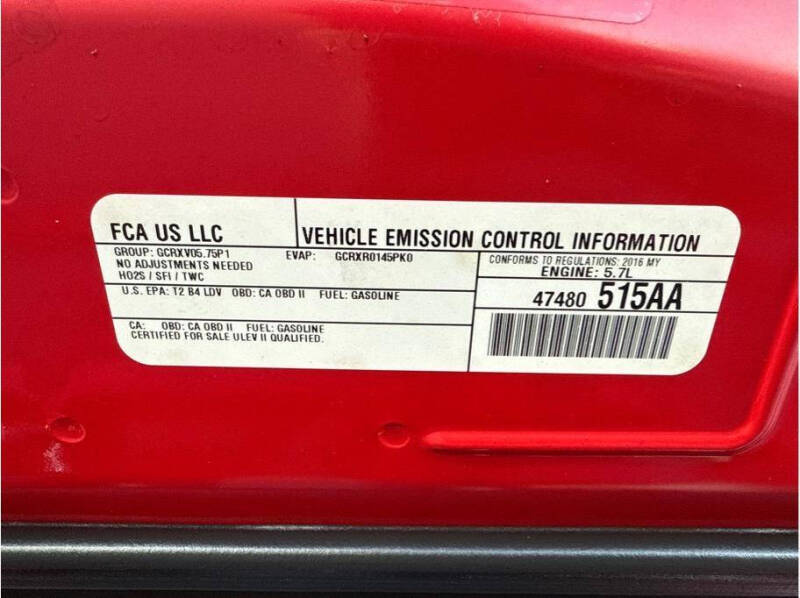 FCA US LLC
VEHICLE EMISSION CONTROL INFORMATION
GROUP: GCRXV05.75P1 EVAP: GCRXR0145PK0
NO ADJUSTMENTS NEEDED
HO2S / SFI / TWC
CONFORMS TO REGULATIONS: 2016 MY
ENGINE: 5.7L
U.S. EPA: T2 B4 LDV OBD: CA OBD II FUEL: GASOLINE
47480 515AA
CA: OBD: CA OBD II FUEL: GASOLINE
CERTIFIED FOR SALE ULEV II QUALIFIED.